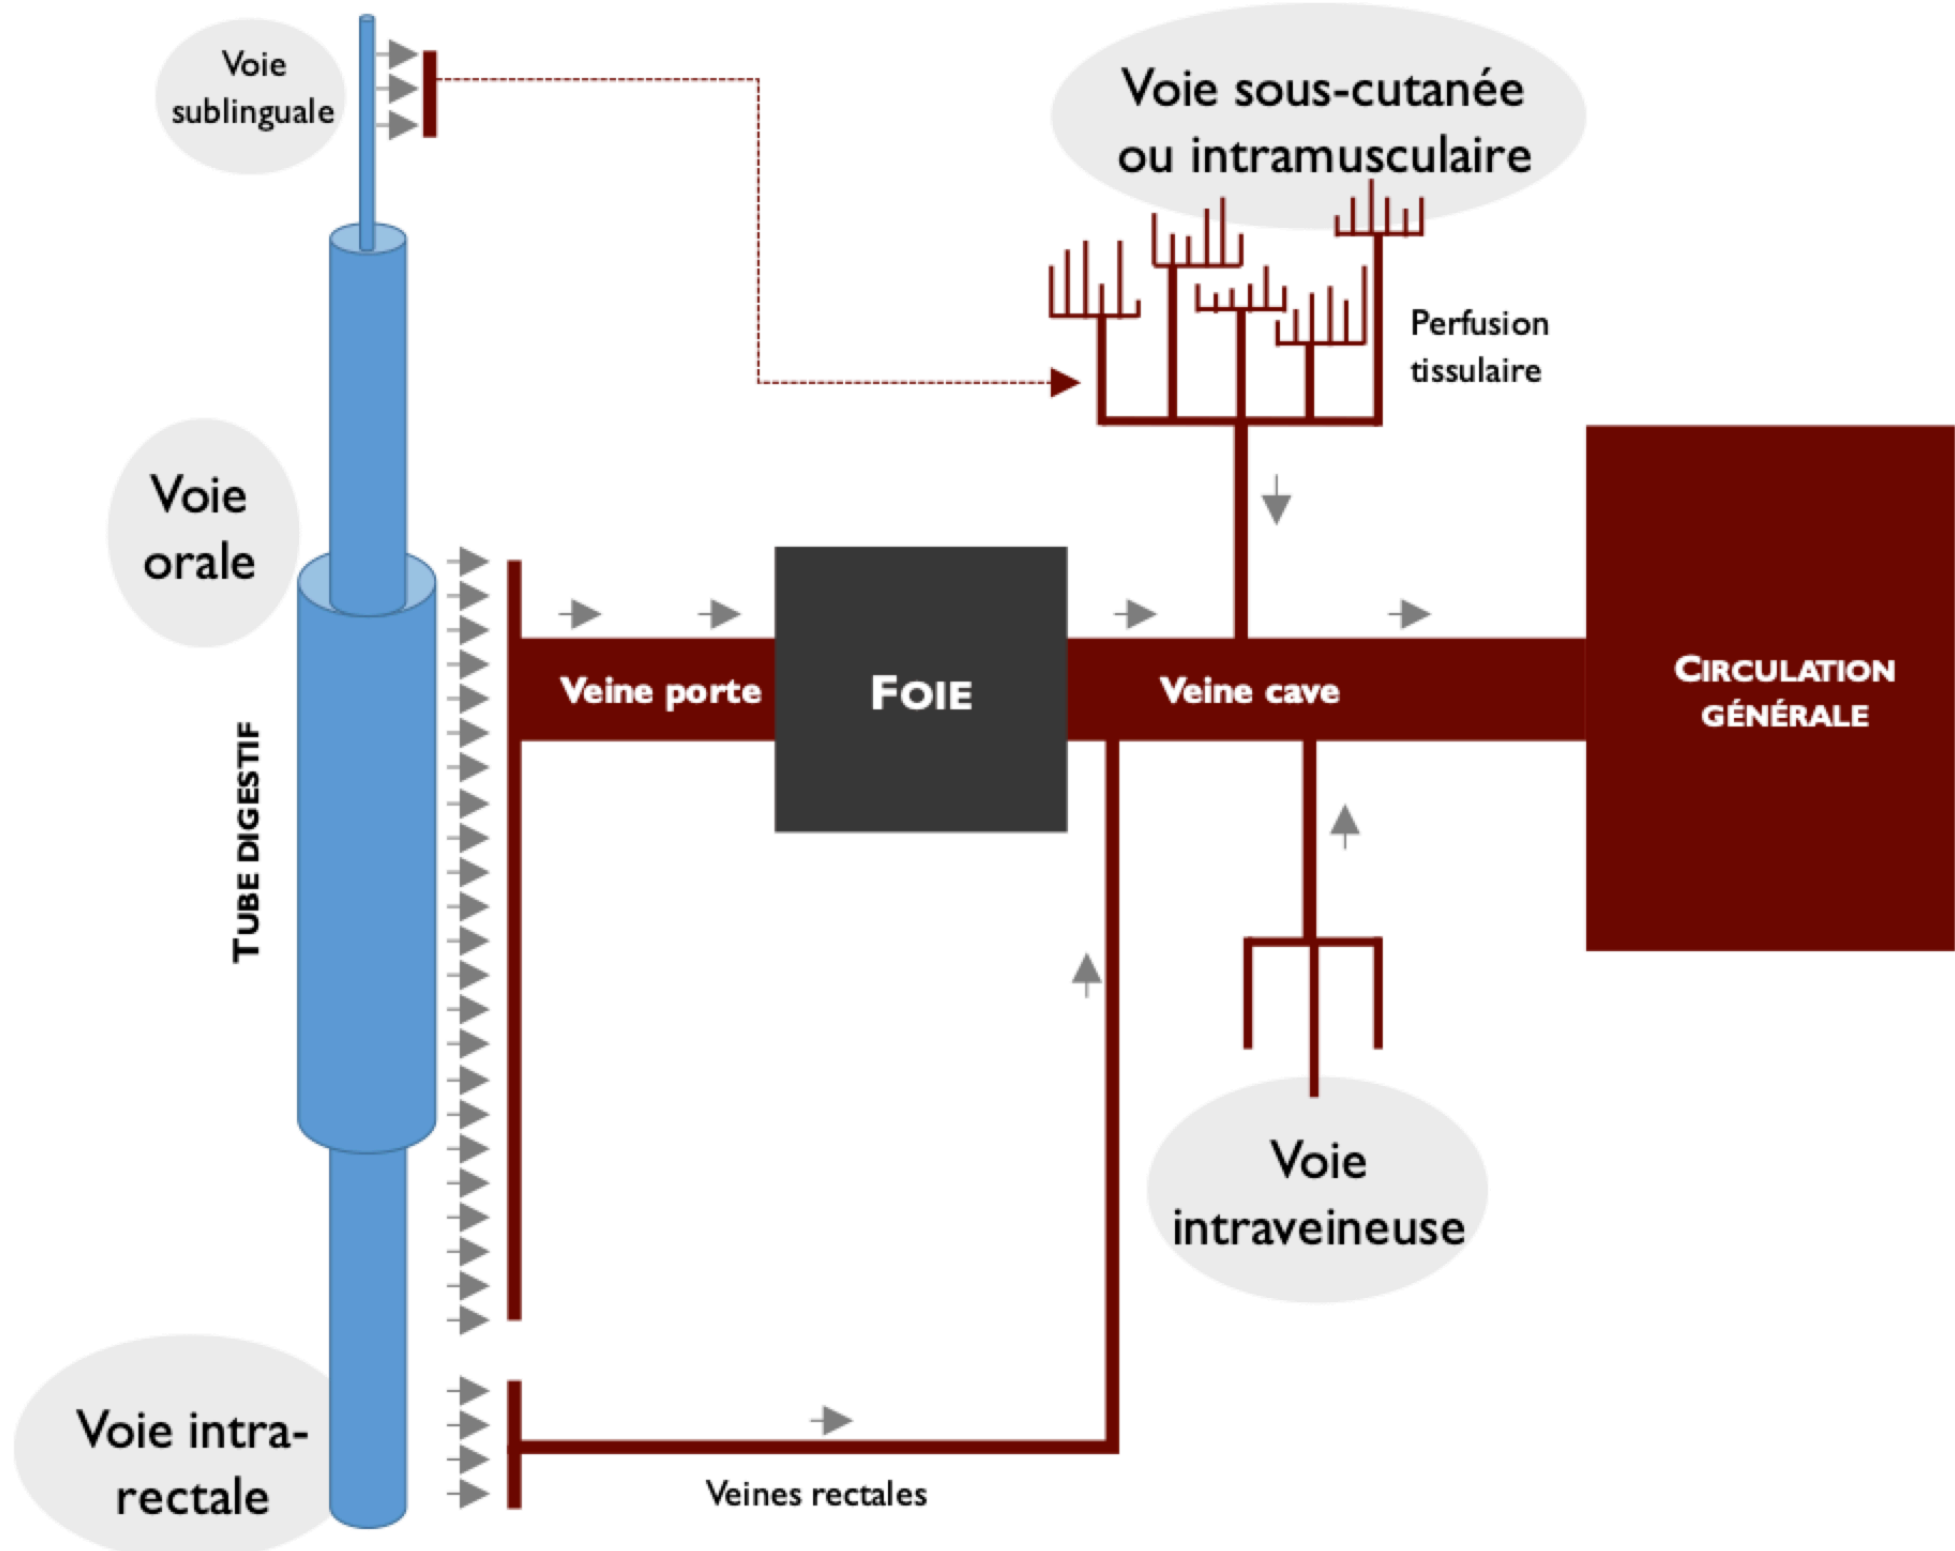 Voie
sublinguale
Voie sous-cutanée
ou intramusculaire
Perfusion
tissulaire
Voie
orale
TUBE DIGESTIF
Veine porte
FOIE
Veine cave
CIRCULATION
GÉNÉRALE
Voie
intraveineuse
Voie intra-
rectale
Veines rectales